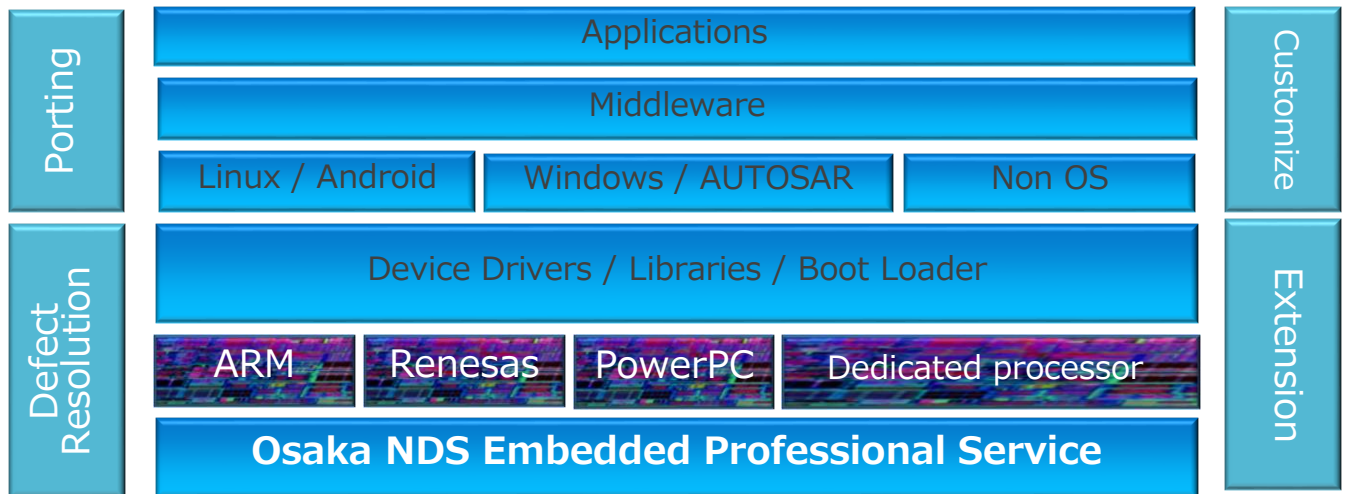 Porting
Applications
Customize
Middleware
Linux / Android
Windows / AUTOSAR
Non OS
Defect
Resolution
Device Drivers / Libraries / Boot Loader
Extension
ARM
Renesas
PowerPC
Dedicated processor
Osaka NDS Embedded Professional Service